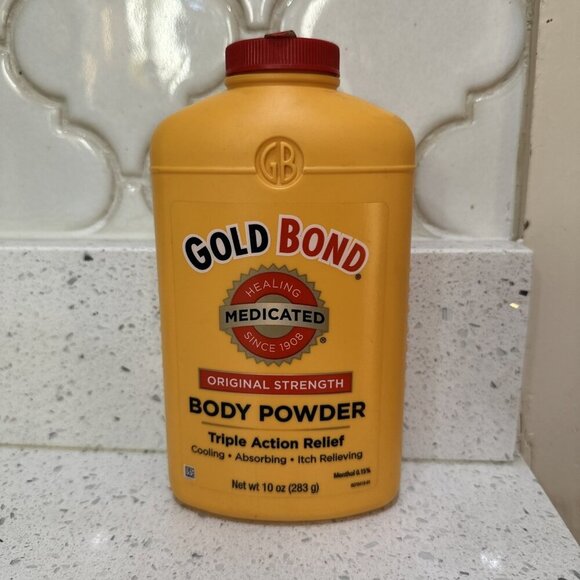 GB
GOLD BOND®
HEALING
MEDICATED
SINCE 1908
®
ORIGINAL STRENGTH
BODY POWDER
Triple Action Relief
Cooling • Absorbing • Itch Relieving
Menthol 0.15%
Net wt 10 oz (283 g)